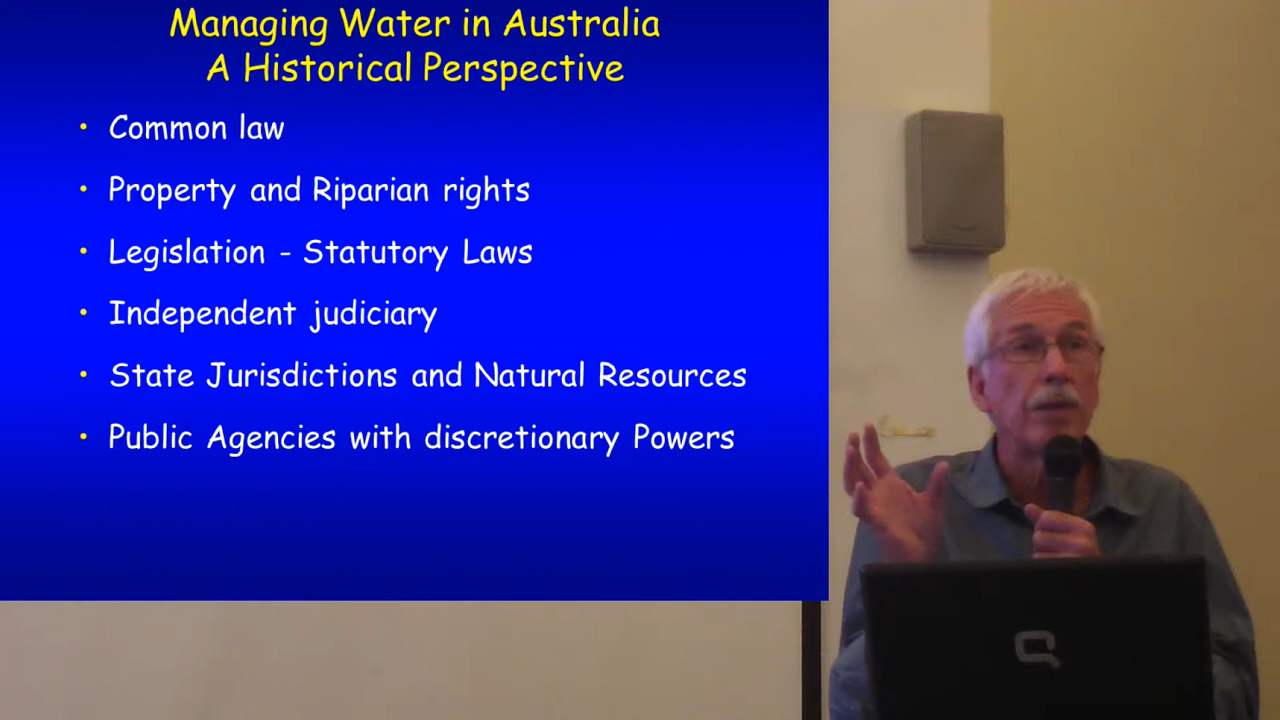 Managing Water in Australia
A Historical Perspective
• Common law
• Property and Riparian rights
• Legislation - Statutory Laws
• Independent judiciary
• State Jurisdictions and Natural Resources
• Public Agencies with discretionary Powers